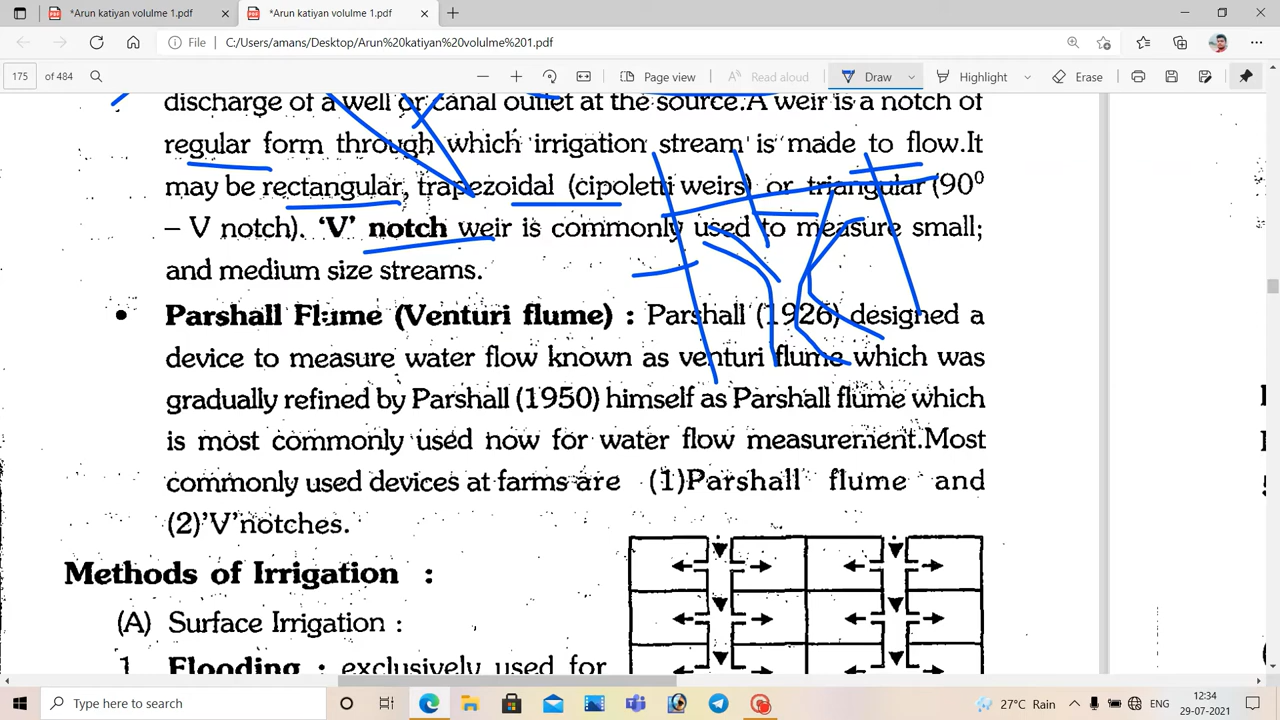 *Arun katiyan volulme 1.pdf
*Arun katiyan volulme 1.pdf
File C:/Users/amans/Desktop/Arun%20katiyan%20volulme%201.pdf
175 of 484 Page view Read aloud Draw Highlight Erase
discharge of a well or canal outlet at the source.A weir is a notch of
regular form through which irrigation stream is made to flow.It
may be rectangular, trapezoidal (cipoletti weirs) or triangular (90⁰
– V notch). 'V' notch weir is commonly used to measure small;
and medium size streams.
• Parshall Flume (Venturi flume) : Parshall (1926) designed a
device to measure water flow known as venturi flume which was
gradually refined by Parshall (1950) himself as Parshall flume which
is most commonly used now for water flow measurement.Most
commonly used devices at farms are (1)Parshall flume and
(2)'V'notches.
Methods of Irrigation :
(A) Surface Irrigation :
1. Flooding : exclusively used for
Type here to search
27°C Rain ENG 12:34
29-07-2021